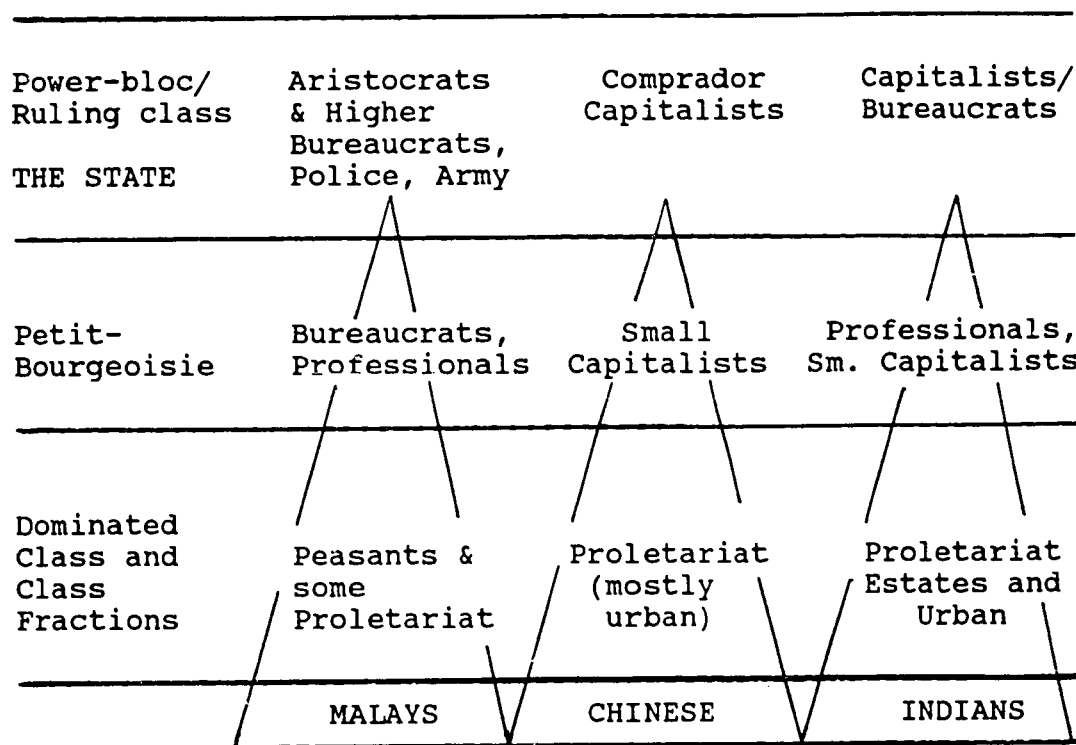 Power-bloc/
Ruling class
THE STATE
Aristocrats
& Higher
Bureaucrats,
Police, Army
Comprador
Capitalists
Capitalists/
Bureaucrats
Petit-
Bourgeoisie
Bureaucrats,
Professionals
Small
Capitalists
Professionals,
Sm. Capitalists
Dominated
Class and
Class
Fractions
Peasants &
some
Proletariat
Proletariat
(mostly
urban)
Proletariat
Estates and
Urban
MALAYS
CHINESE
INDIANS